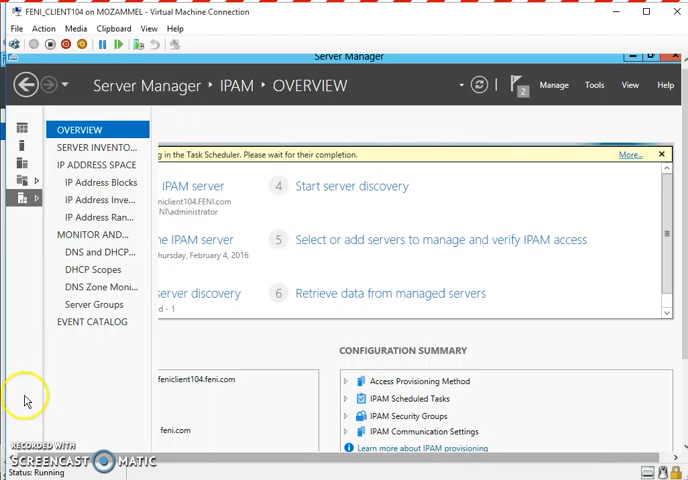 FENI_CLIENT104 on MOZAMMEL - Virtual Machine Connection
File Action Media Clipboard View Help
Server Manager
Server Manager IPAM OVERVIEW
2 Manage Tools View Help
OVERVIEW
SERVER INVENTO...
IP ADDRESS SPACE
IP Address Blocks
IP Address Inve...
IP Address Ran...
MONITOR AND...
DNS and DHCP...
DHCP Scopes
DNS Zone Moni...
Server Groups
EVENT CATALOG
g in the Task Scheduler. Please wait for their completion. More...
IPAM server
niclient104.FENI.com
NI\administrator
4 Start server discovery
e IPAM server
hursday, February 4, 2016
5 Select or add servers to manage and verify IPAM access
server discovery
d - 1
6 Retrieve data from managed servers
CONFIGURATION SUMMARY
feniclient104.feni.com
feni.com
Access Provisioning Method
IPAM Scheduled Tasks
IPAM Security Groups
IPAM Communication Settings
Learn more about IPAM provisioning
RECORDED WITH
SCREENCAST MATIC
Status: Running